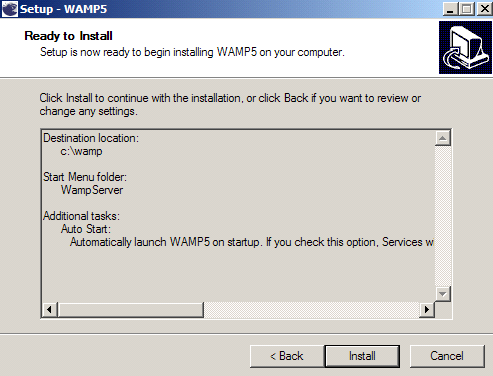 Setup - WAMP5
Ready to Install
Setup is now ready to begin installing WAMP5 on your computer.
Click Install to continue with the installation, or click Back if you want to review or
change any settings.
Destination location:
c:\wamp
Start Menu folder:
WampServer
Additional tasks:
Auto Start:
Automatically launch WAMP5 on startup. If you check this option, Services w
< Back
Install
Cancel